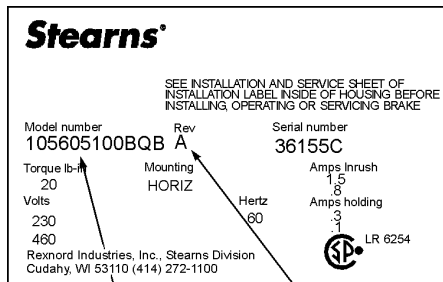 Stearns®
SEE INSTALLATION AND SERVICE SHEET OF
INSTALLATION LABEL INSIDE OF HOUSING BEFORE
INSTALLING, OPERATING OR SERVICING BRAKE
Model number Rev Serial number
105605100BQB A 36155C
Torque lb-in Mounting Amps Inrush
20 HORIZ 1.5
.8
Volts Hertz Amps holding
230 60 .3
460 .1
Rexnord Industries, Inc., Stearns Division
Cudahy, WI 53110 (414) 272-1100
SP® LR 6254